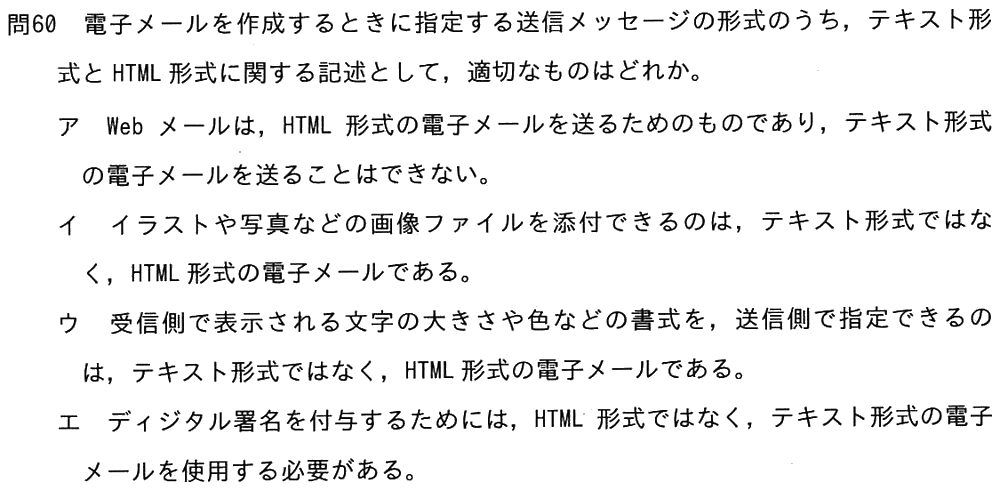 問60　電子メールを作成するときに指定する送信メッセージの形式のうち，テキスト形
式と HTML 形式に関する記述として，適切なものはどれか。
ア　Web メールは，HTML 形式の電子メールを送るためのものであり，テキスト形式
の電子メールを送ることはできない。
イ　イラストや写真などの画像ファイルを添付できるのは，テキスト形式ではな
く，HTML 形式の電子メールである。
ウ　受信側で表示される文字の大きさや色などの書式を，送信側で指定できるの
は，テキスト形式ではなく，HTML 形式の電子メールである。
エ　ディジタル署名を付与するためには，HTML 形式ではなく，テキスト形式の電子
メールを使用する必要がある。